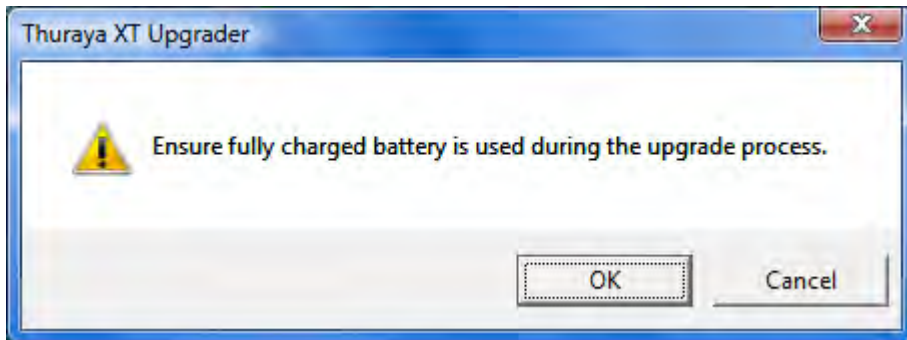 Thuraya XT Upgrader
Ensure fully charged battery is used during the upgrade process.
OK
Cancel